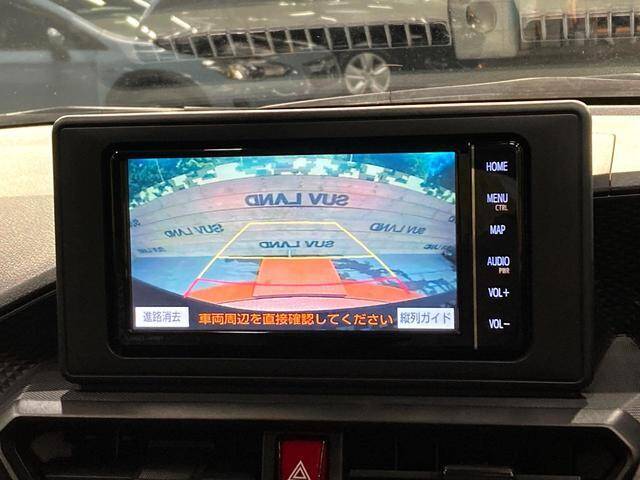 SUV LAND
SUV LAND
SUV LAND
SUV LAND
進路消去
車両周辺を直接確認してください
縦列ガイド
HOME
MENU
CTRL
MAP
AUDIO
PWR
VOL+
VOL-